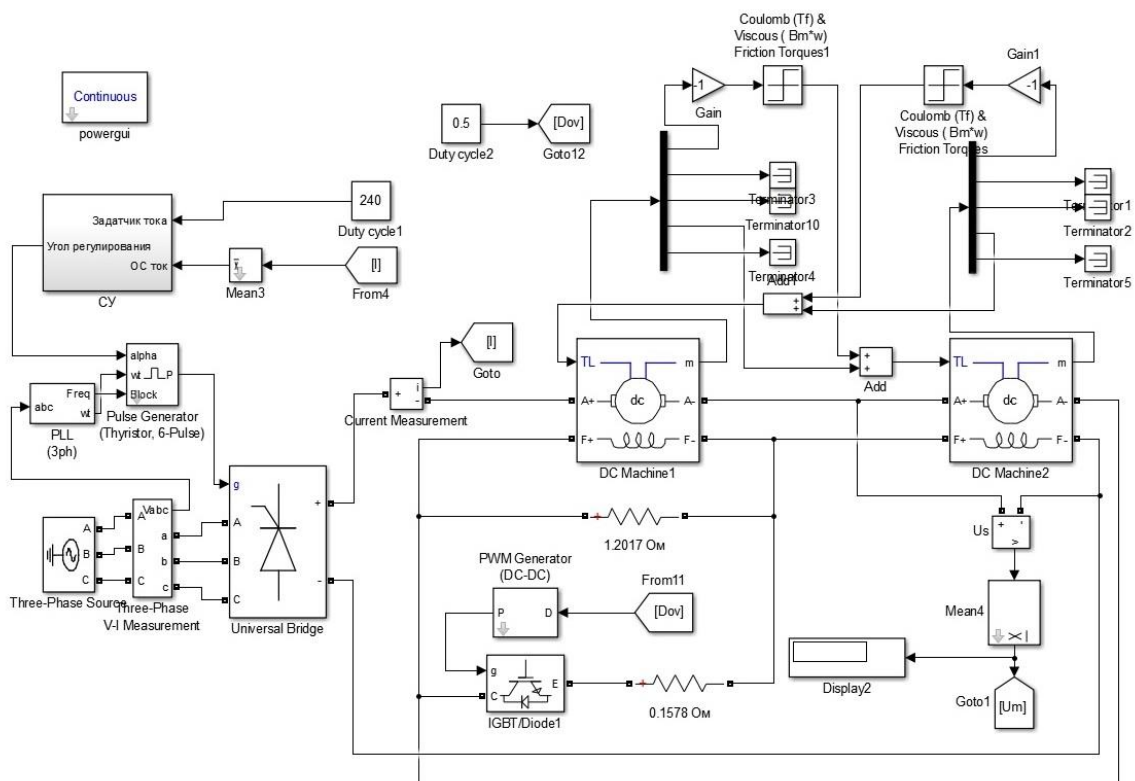 Continuous
powergui
0.5
Duty cycle2
[Dov]
Goto12
Coulomb (Tf) &
Viscous ( Bm*w)
Friction Torques1
-1
Gain
Gain1
-1
Coulomb (Tf) &
Viscous ( Bm*w)
Friction Torques
Terminator3
Terminator10
Terminator4
Add1
+
+
Terminator1
Terminator2
Terminator5
Задатчик тока
Угол регулирования
ОС ток
СУ
240
Duty cycle1
x
Mean3
[I]
From4
[I]
Goto
alpha
wt
Block
P
Pulse Generator
(Thyristor, 6-Pulse)
abc
Freq
wt
PLL
(3ph)
+
i
-
Current Measurement
TL
m
dc
A+
A-
F+
F-
DC Machine1
+
+
Add
TL
m
dc
A+
A-
F+
F-
DC Machine2
A
B
C
Three-Phase Source
Vabc
A
a
B
b
C
c
Three-Phase
V-I Measurement
g
A
B
C
+
-
Universal Bridge
+
1.2017 Ом
PWM Generator
(DC-DC)
P
D
From11
[Dov]
g
C
E
IGBT/Diode1
+
0.1578 Ом
Us
+
-
v
Mean4
x
Display2
Goto1
[Um]